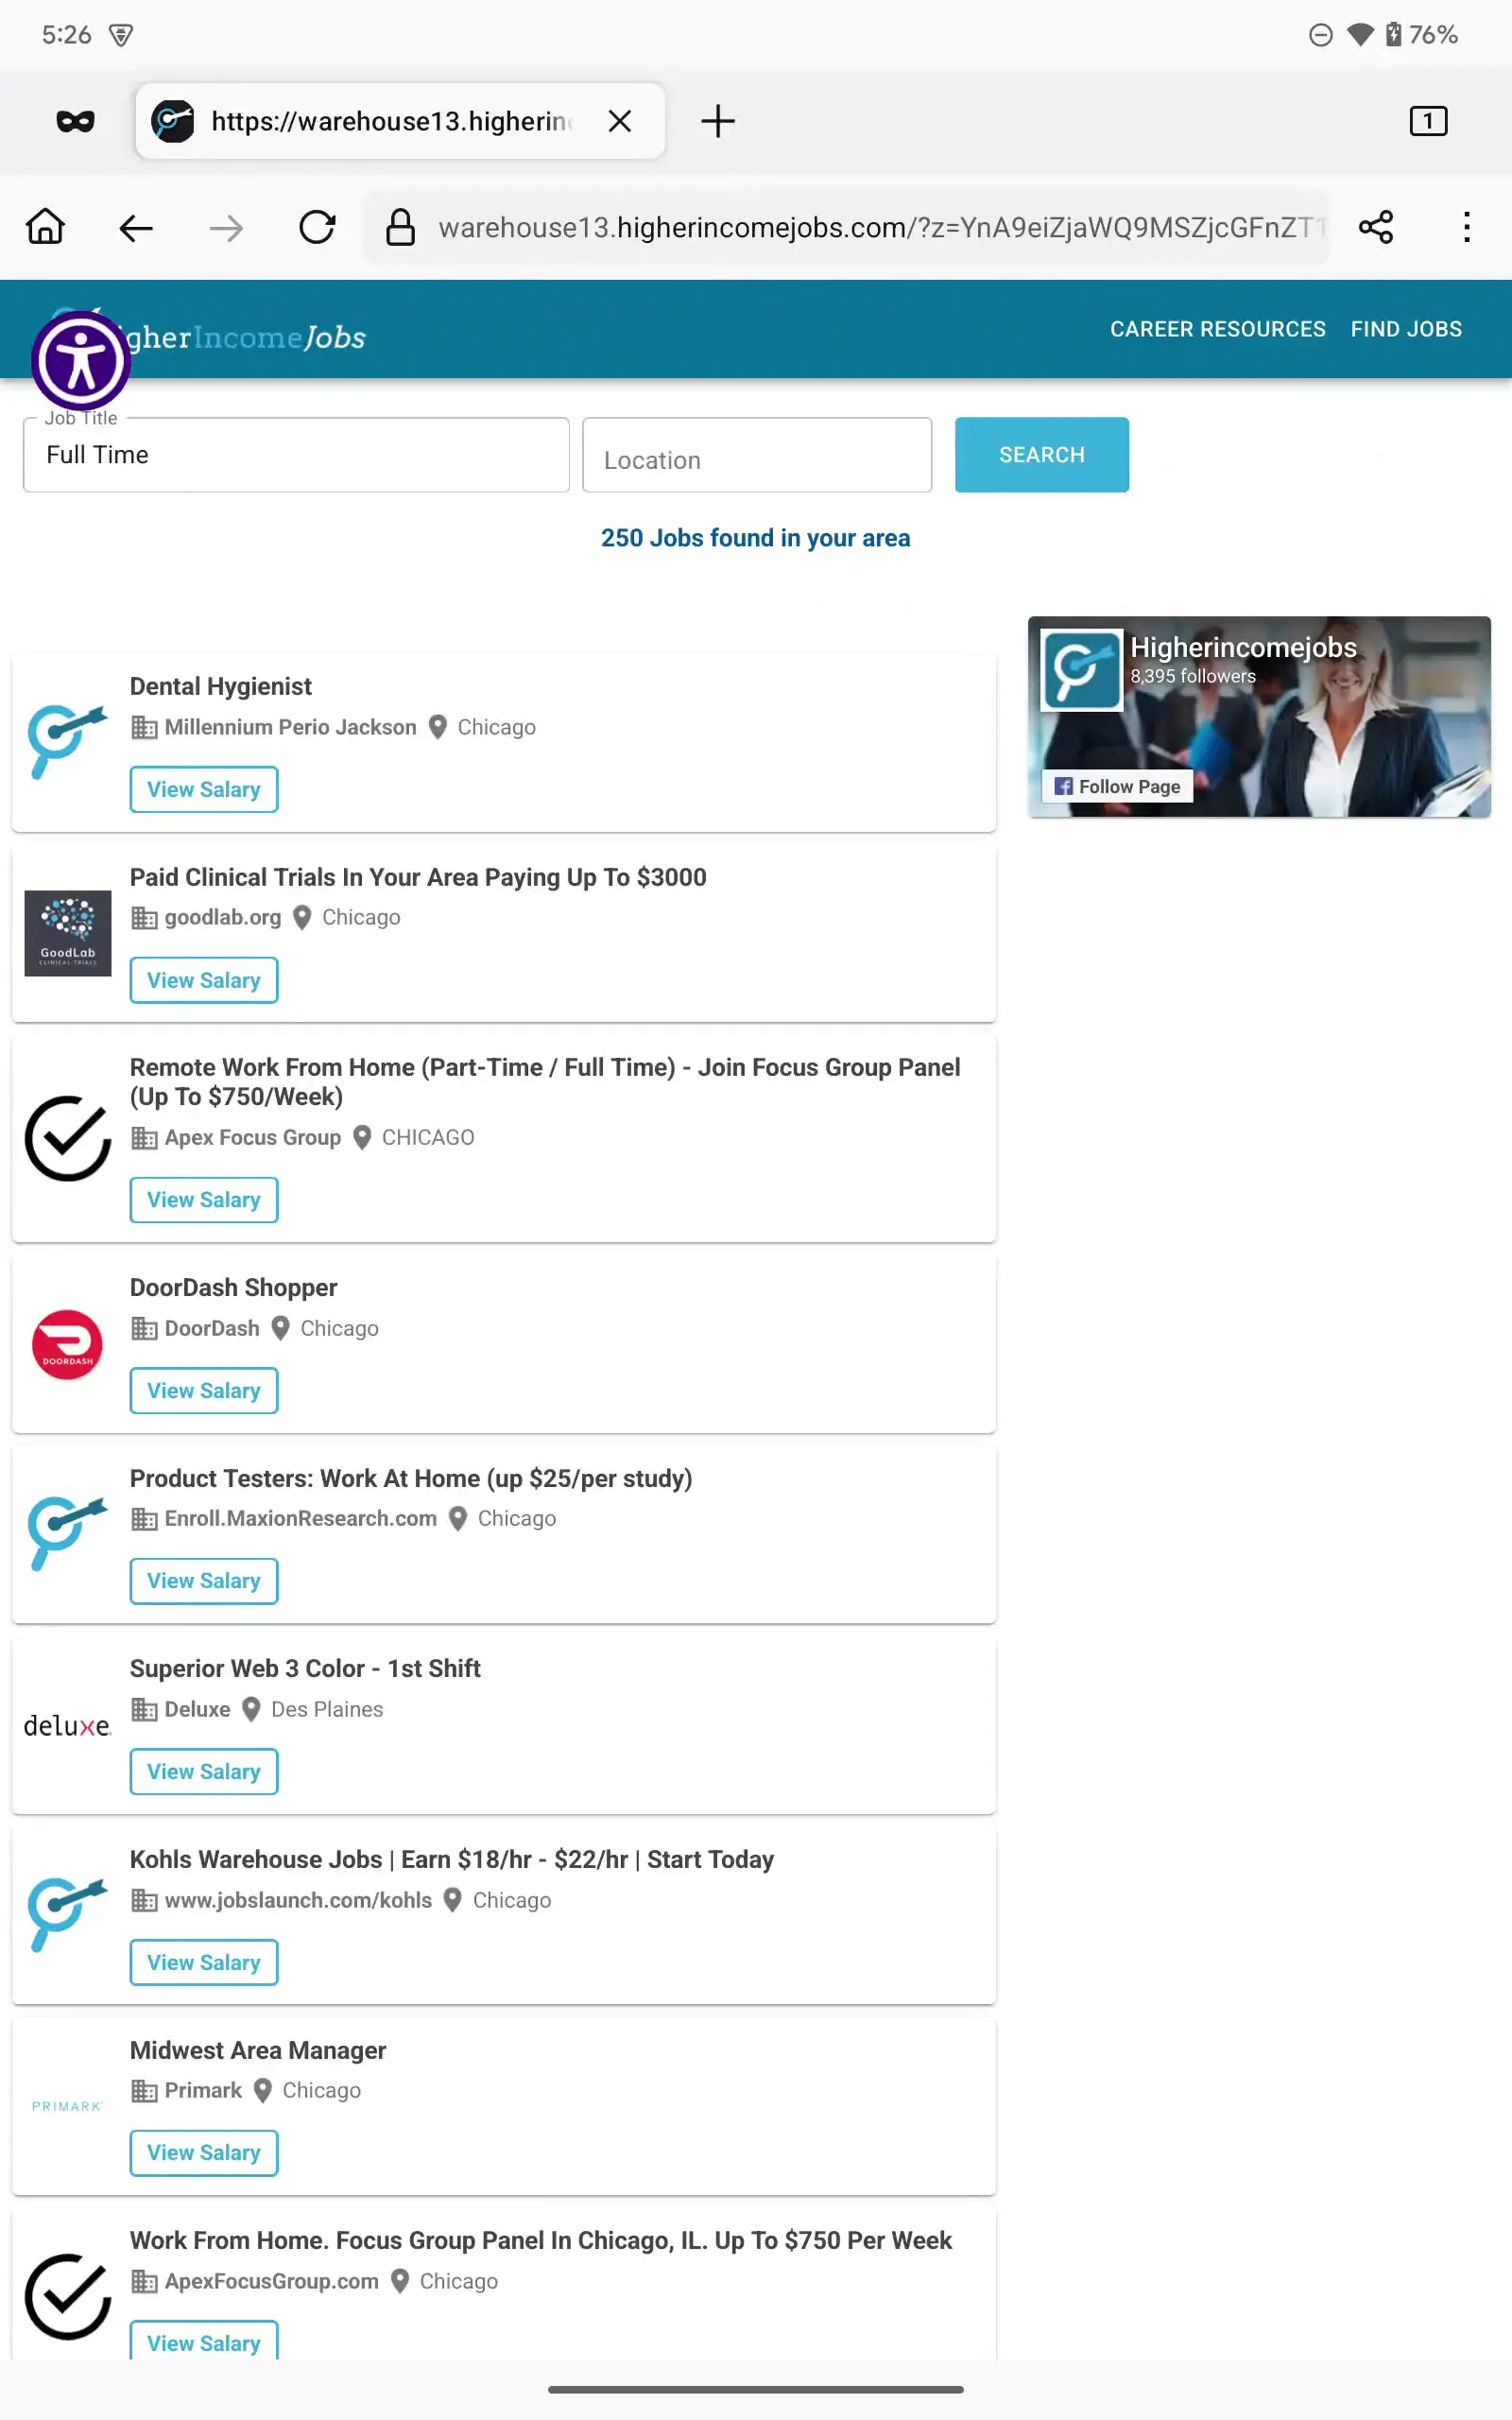 5:26
76%
https://warehouse13.higherin
1
warehouse13.higherincomejobs.com/?z=YnA9eiZjaWQ9MSZjcGFnZT1
gherIncomeJobs
CAREER RESOURCES
FIND JOBS
Job Title
Full Time
Location
SEARCH
250 Jobs found in your area
Higherincomejobs
8,395 followers
Follow Page
Dental Hygienist
Millennium Perio Jackson Chicago
View Salary
Paid Clinical Trials In Your Area Paying Up To $3000
goodlab.org Chicago
GoodLab
CLINICAL TRIALS
View Salary
Remote Work From Home (Part-Time / Full Time) - Join Focus Group Panel
(Up To $750/Week)
Apex Focus Group CHICAGO
View Salary
DoorDash Shopper
DoorDash Chicago
DOORDASH
View Salary
Product Testers: Work At Home (up $25/per study)
Enroll.MaxionResearch.com Chicago
View Salary
Superior Web 3 Color - 1st Shift
Deluxe Des Plaines
deluxe.
View Salary
Kohls Warehouse Jobs | Earn $18/hr - $22/hr | Start Today
www.jobslaunch.com/kohls Chicago
View Salary
Midwest Area Manager
Primark Chicago
PRIMARK
View Salary
Work From Home. Focus Group Panel In Chicago, IL. Up To $750 Per Week
ApexFocusGroup.com Chicago
View Salary